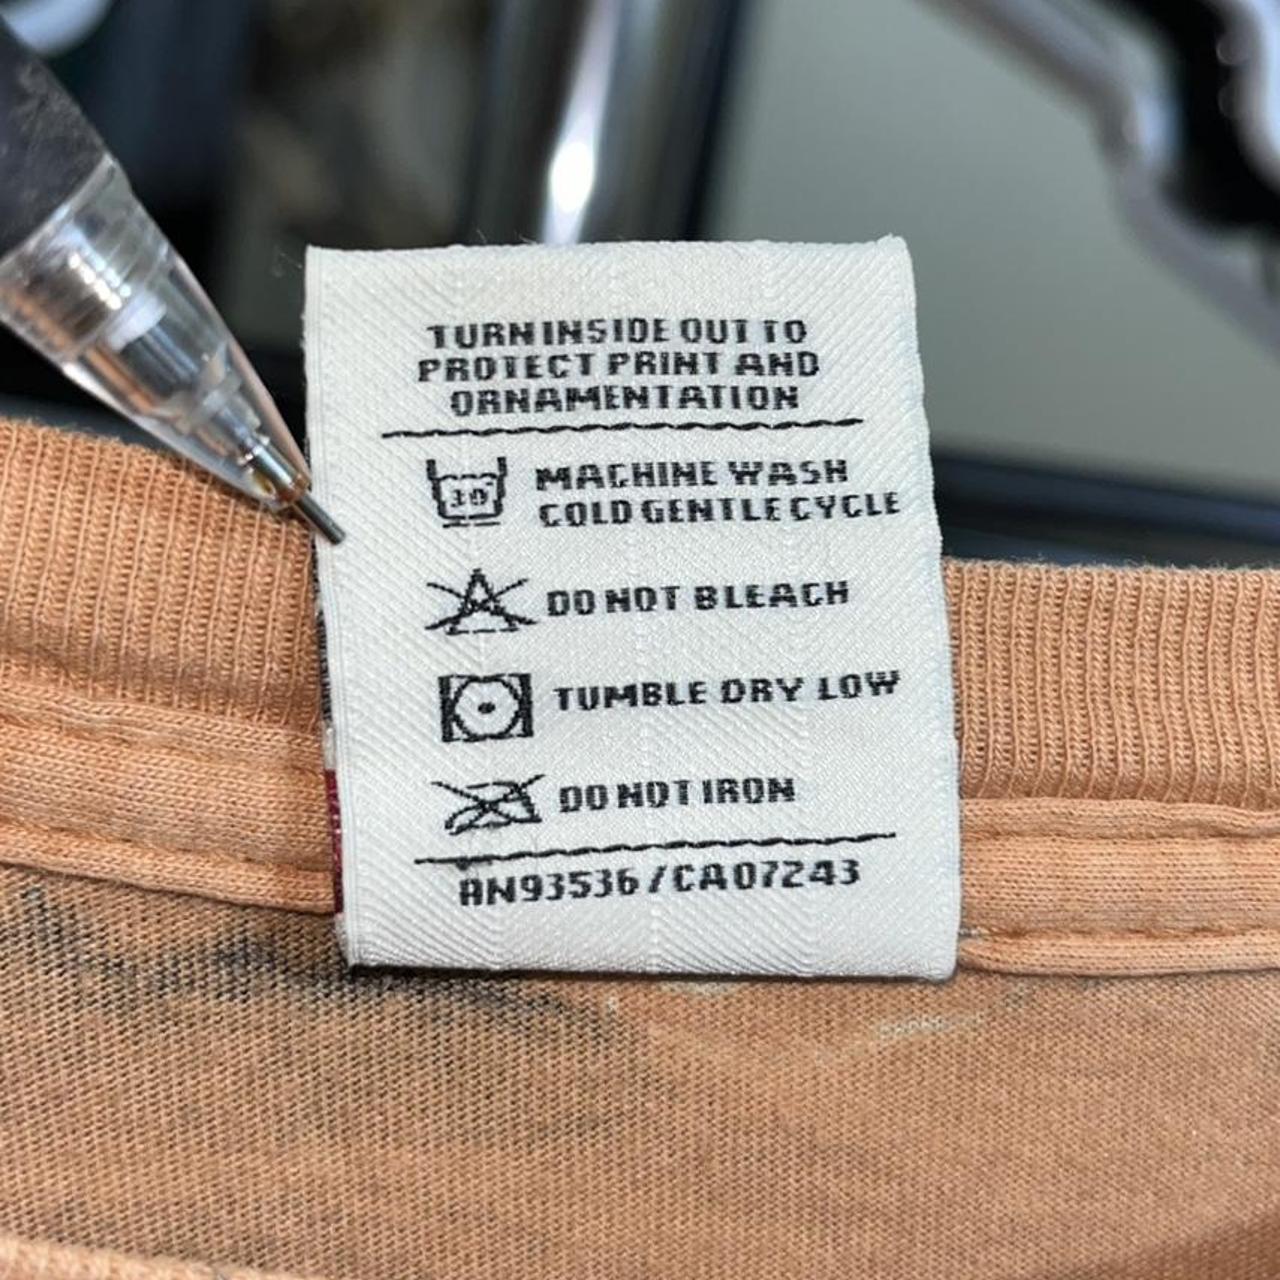 TURN INSIDE OUT TO
PROTECT PRINT AND
ORNAMENTATION
30
MACHINE WASH
COLD GENTLE CYCLE
DO NOT BLEACH
TUMBLE DRY LOW
DO NOT IRON
AN93536/CA07243